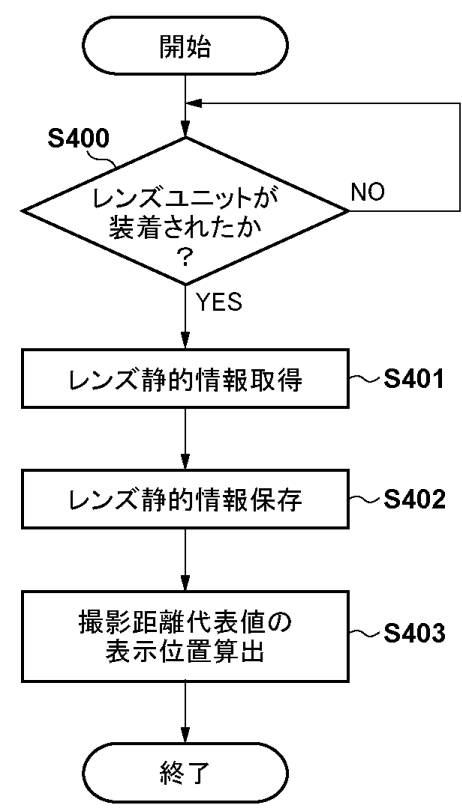 開始
S400
レンズユニットが
装着されたか
?
NO
YES
レンズ静的情報取得
S401
レンズ静的情報保存
S402
撮影距離代表値の
表示位置算出
S403
終了